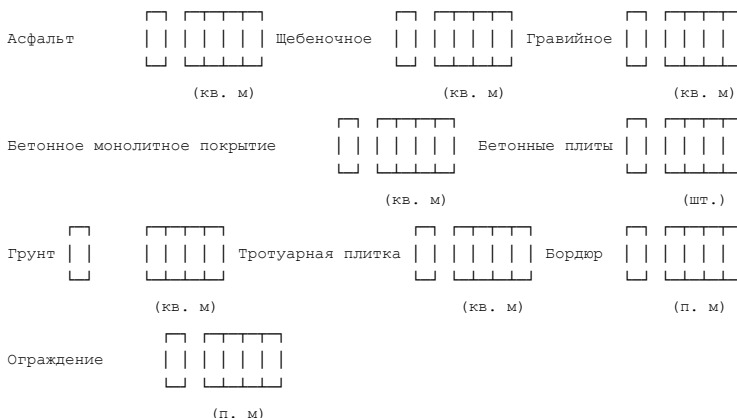 Асфальт Щебеночное Гравийное
(кв. м) (кв. м) (кв. м)
Бетонное монолитное покрытие Бетонные плиты
(кв. м) (шт.)
Грунт Тротуарная плитка Бордюр
(кв. м) (кв. м) (п. м)
Ограждение
(п. м)